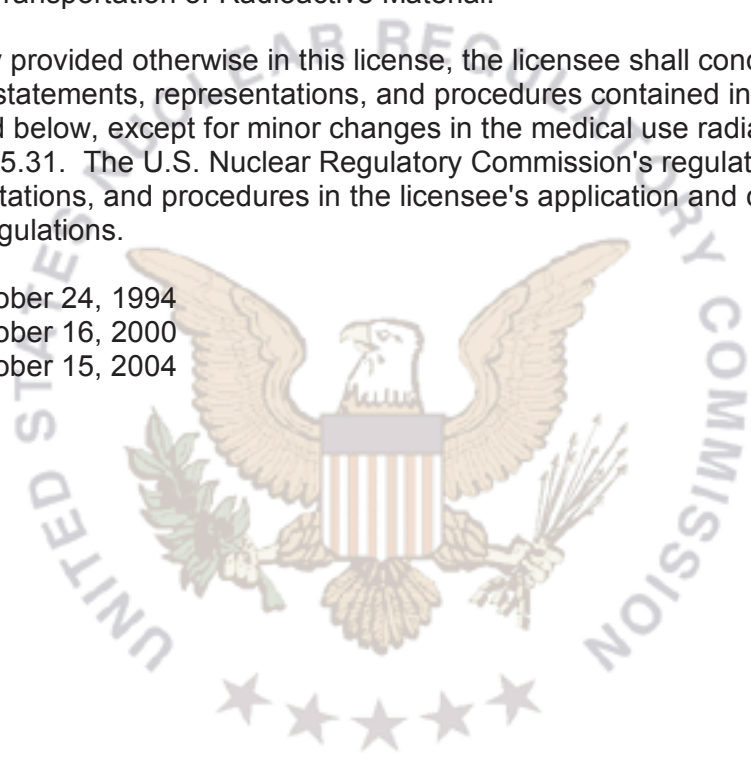 Transportation of Radioactive Material.
y provided otherwise in this license, the licensee shall cond
statements, representations, and procedures contained in
d below, except for minor changes in the medical use radia
5.31. The U.S. Nuclear Regulatory Commission's regulat
tations, and procedures in the licensee's application and c
gulations.
ober 24, 1994
ober 16, 2000
ober 15, 2004
UNITED STATES NUCLEAR REGULATORY COMMISSION